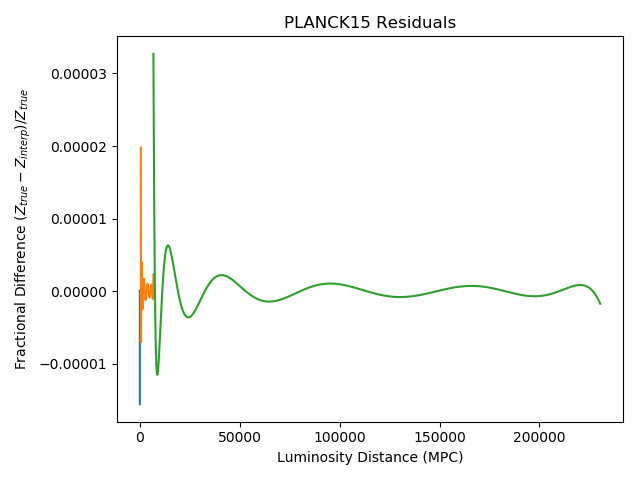 PLANCK15 Residuals
Fractional Difference (Z_true − Z_interp)/Z_true
0.00003
0.00002
0.00001
0.00000
−0.00001
0 50000 100000 150000 200000
Luminosity Distance (MPC)